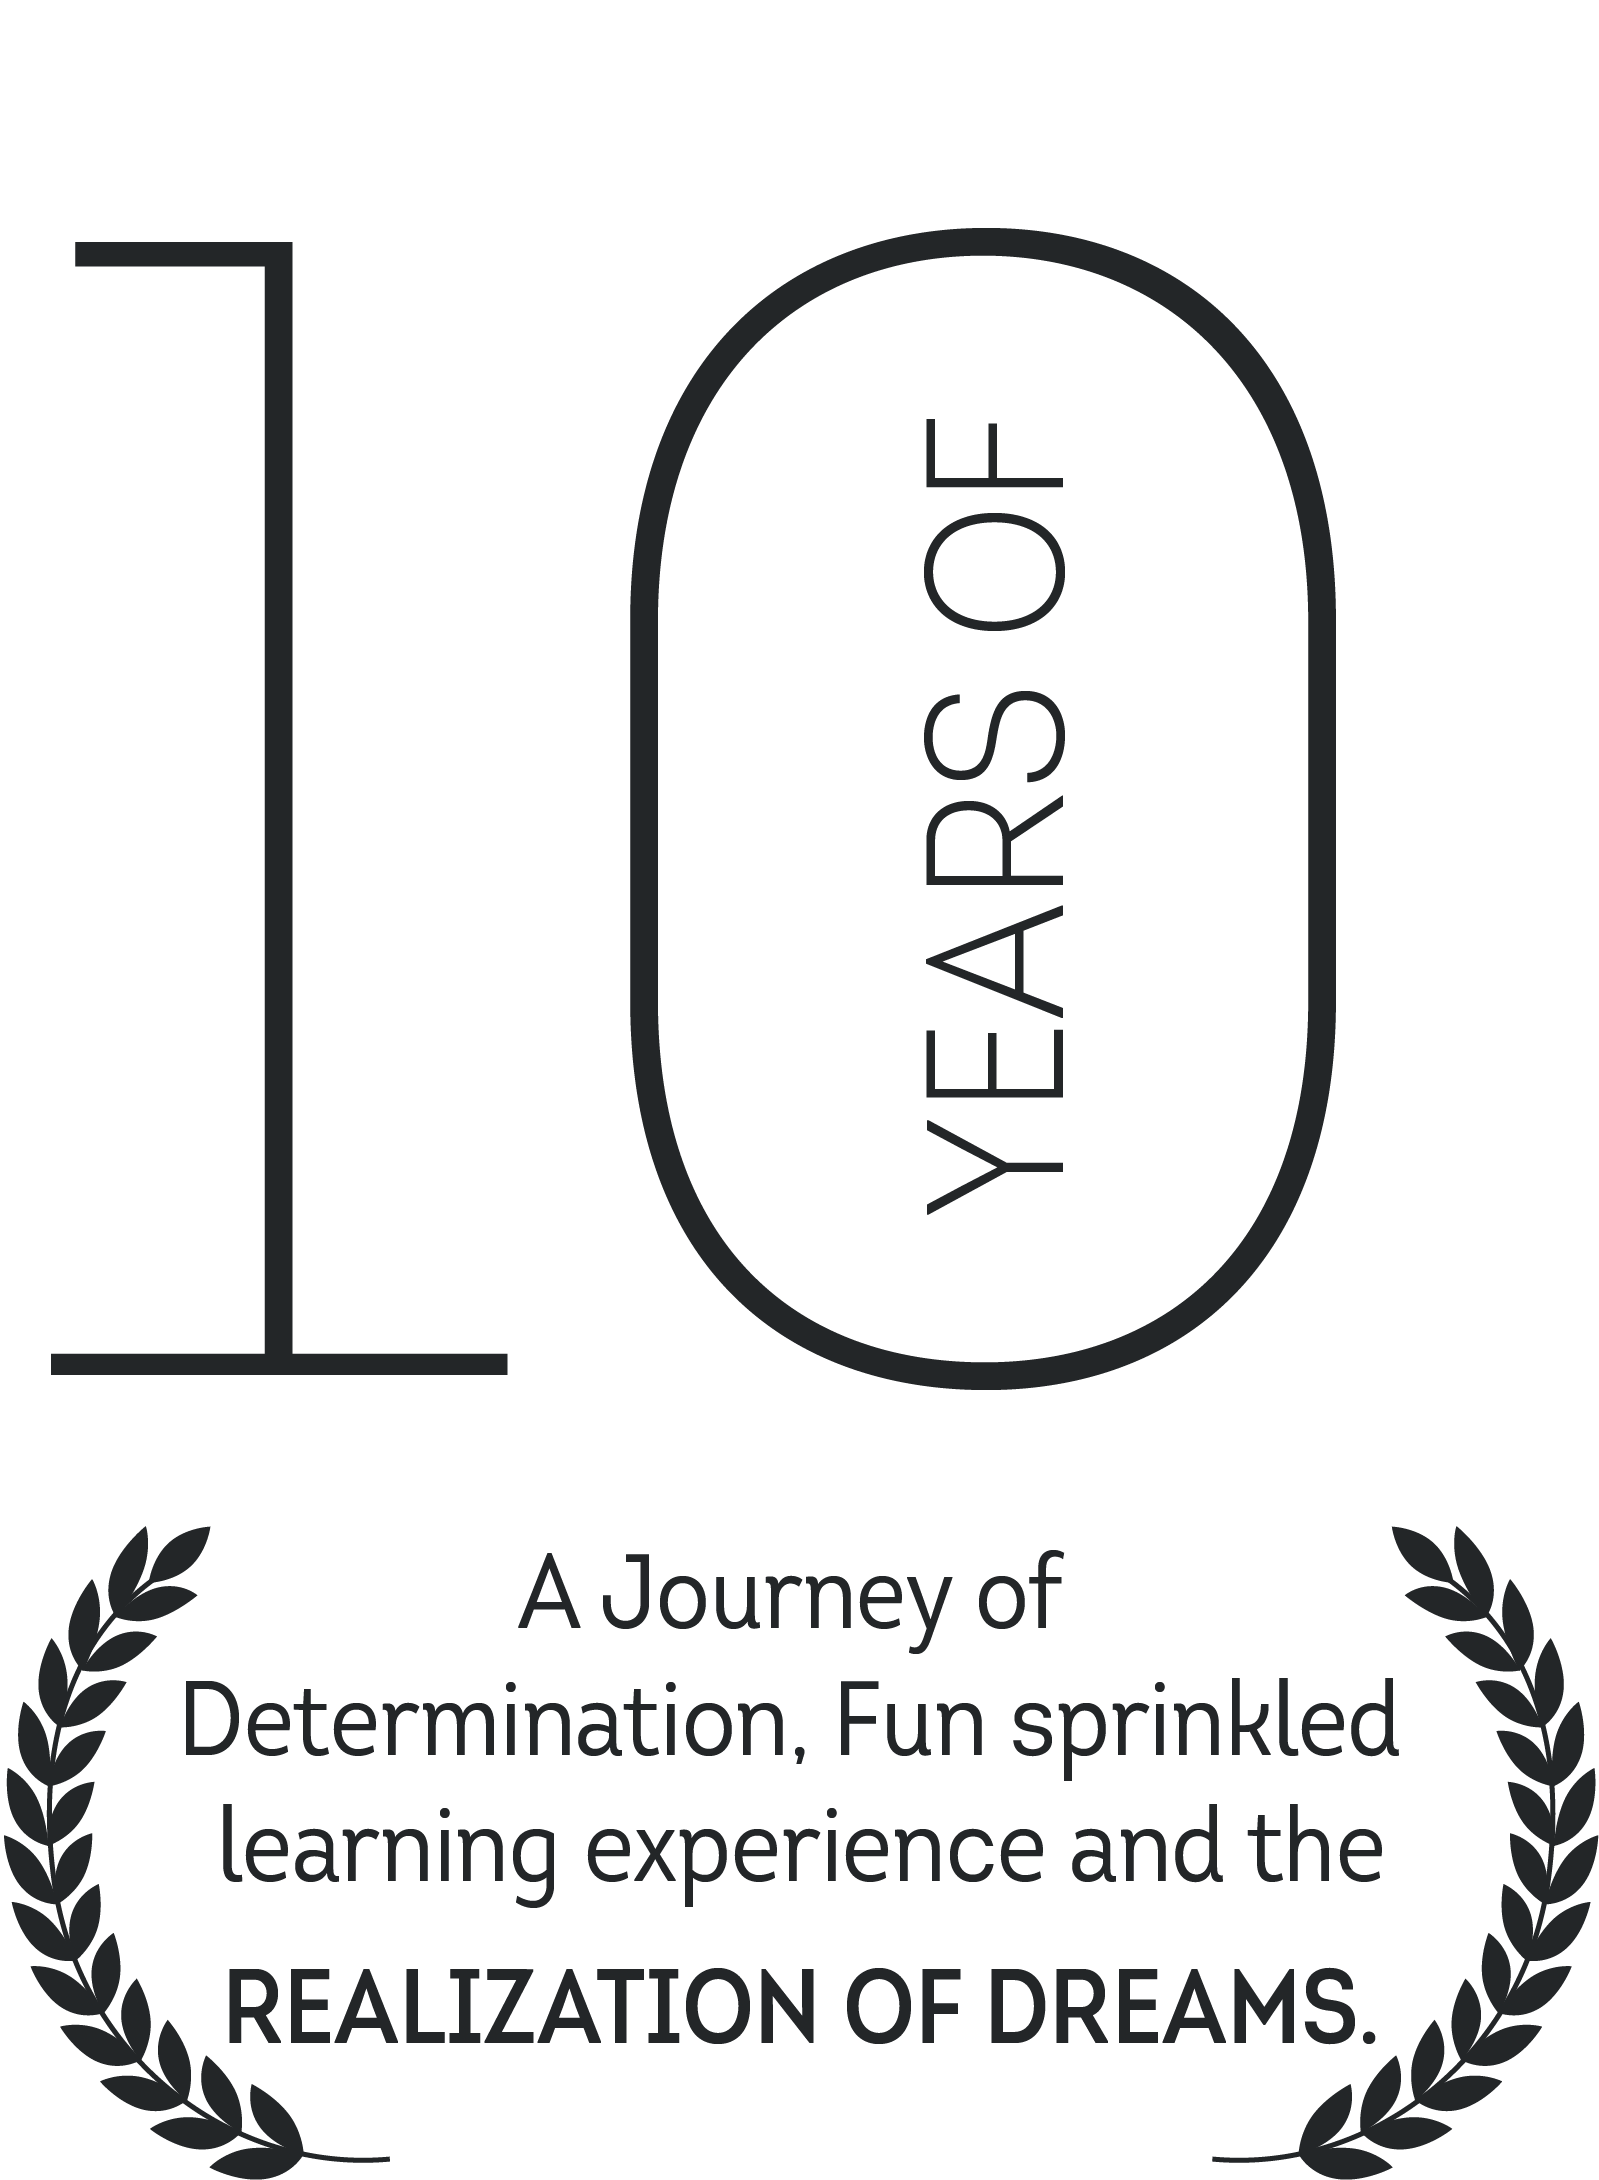 10
YEARS OF
A Journey of
Determination, Fun sprinkled
learning experience and the
REALIZATION OF DREAMS.